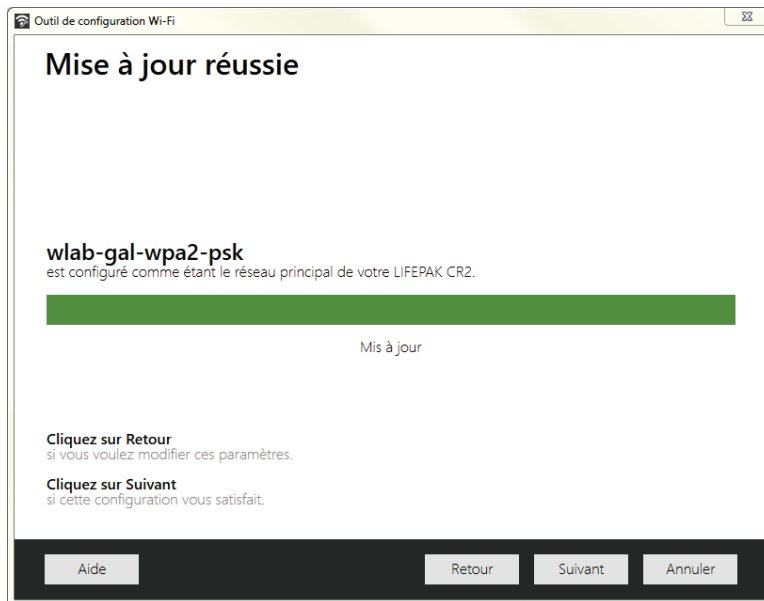 Outil de configuration Wi-Fi
Mise à jour réussie
wlab-gal-wpa2-psk
est configuré comme étant le réseau principal de votre LIFEPAK CR2.
Mis à jour
Cliquez sur Retour
si vous voulez modifier ces paramètres.
Cliquez sur Suivant
si cette configuration vous satisfait.
Aide Retour Suivant Annuler